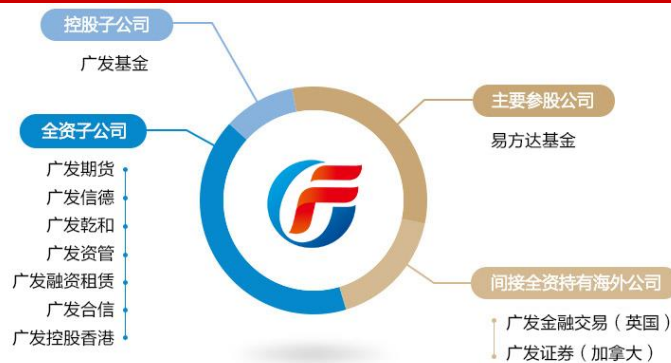 控股子公司
广发基金
全资子公司
广发期货
广发信德
广发乾和
广发资管
广发融资租赁
广发合信
广发控股香港
主要参股公司
易方达基金
间接全资持有海外公司
广发金融交易（英国）
广发证券（加拿大）